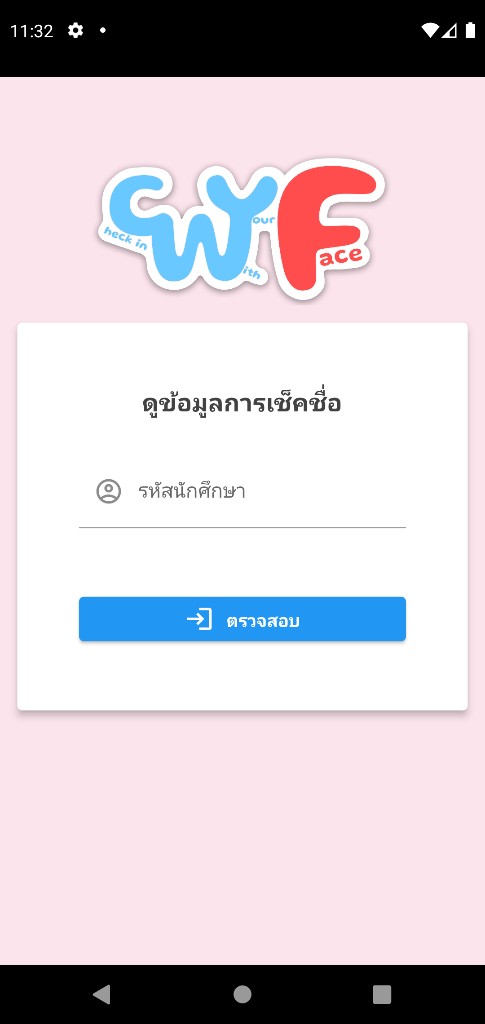 11:32
CWYF
heck in
ith
our
ace
ดูข้อมูลการเช็คชื่อ
รหัสนักศึกษา
ตรวจสอบ